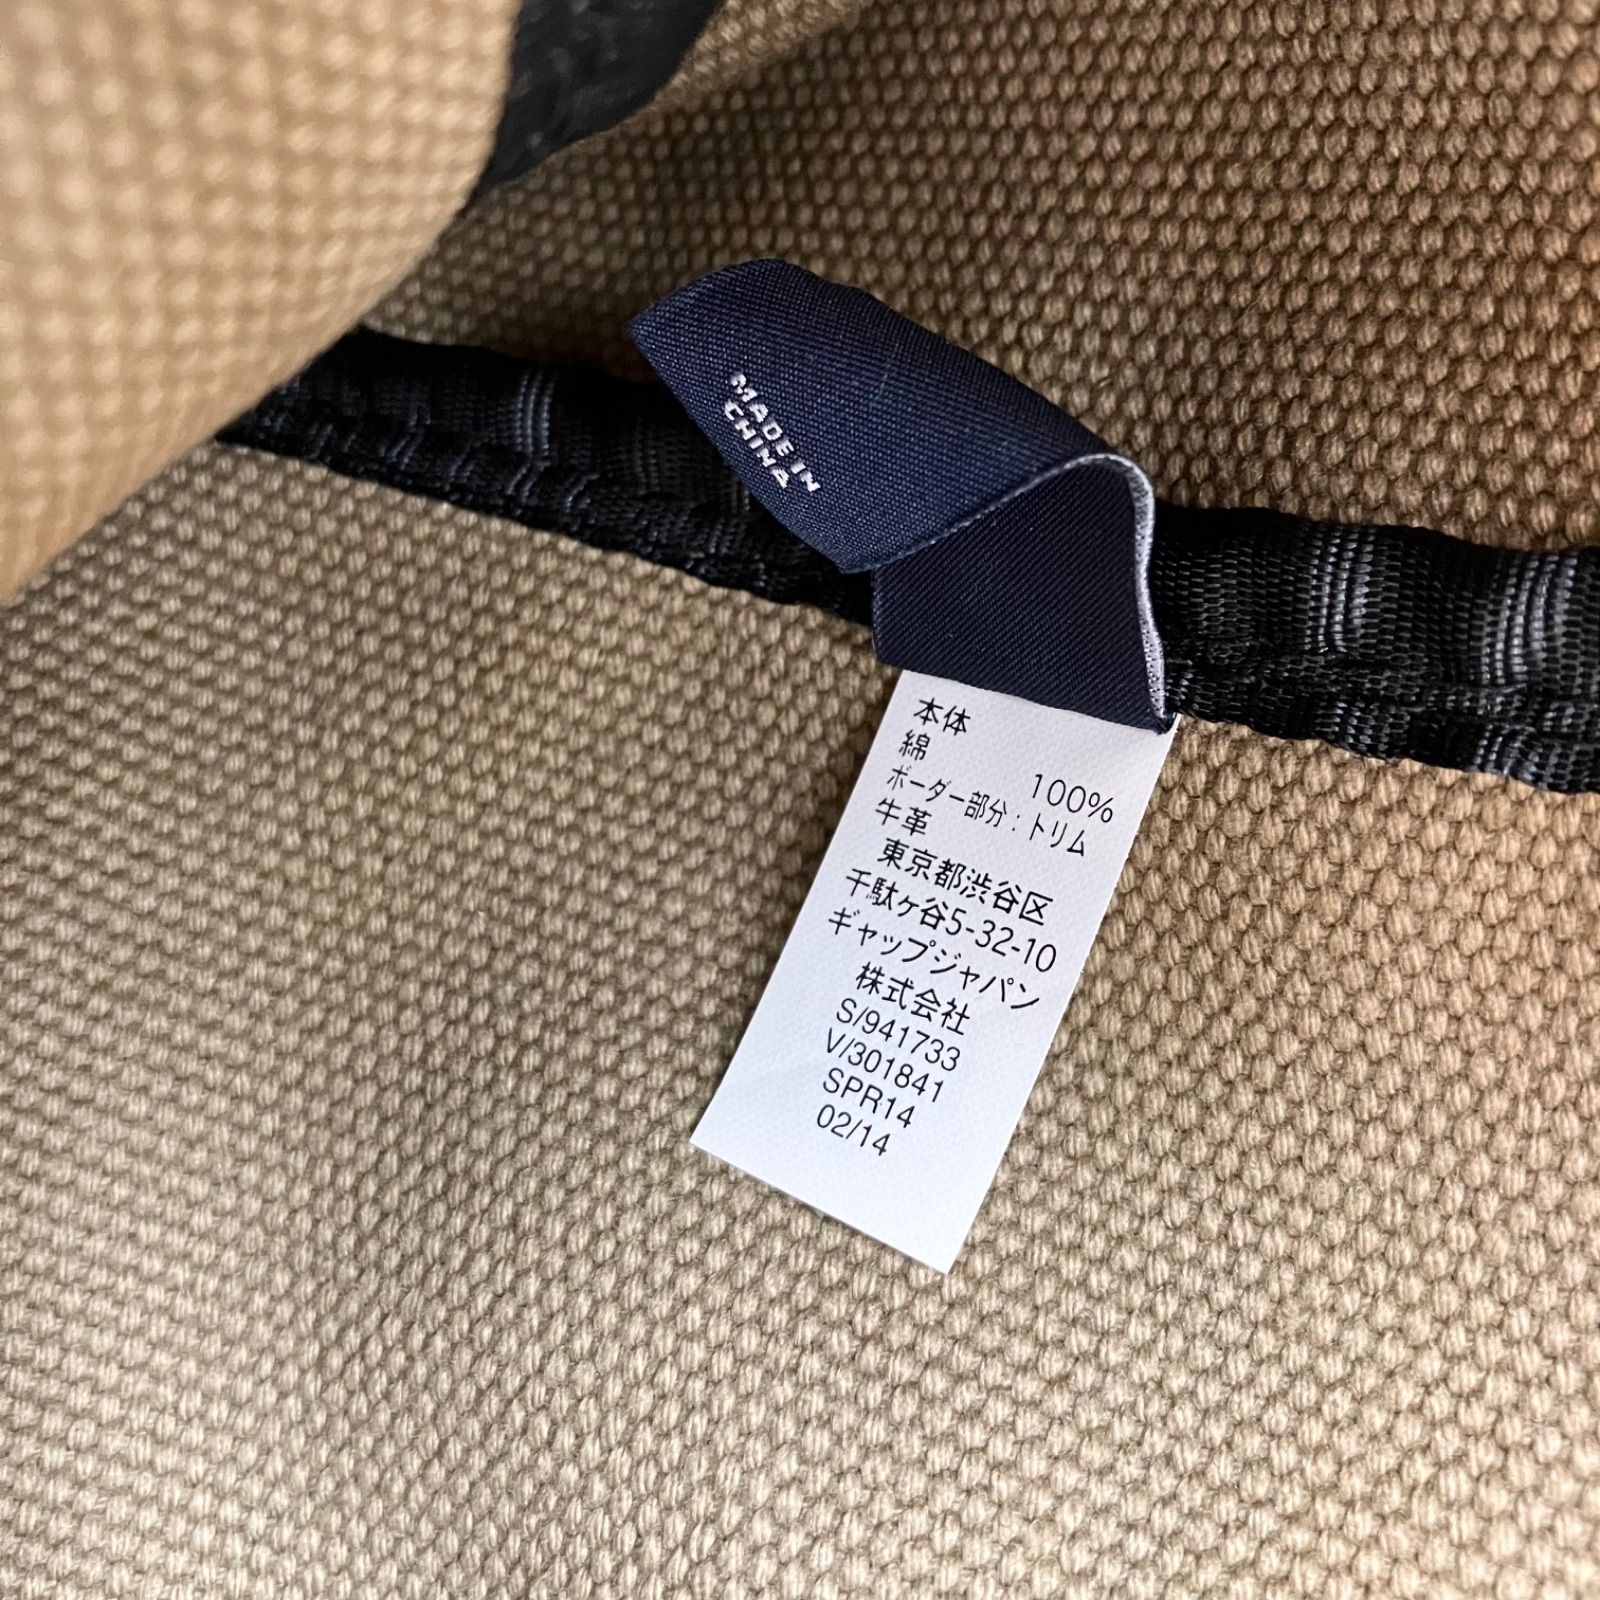 MADE IN
CHINA
本体
綿 100%
ボーダー部分:トリム
牛革
東京都渋谷区
千駄ヶ谷5-32-10
ギャップジャパン
株式会社
S/941733
V/301841
SPR14
02/14